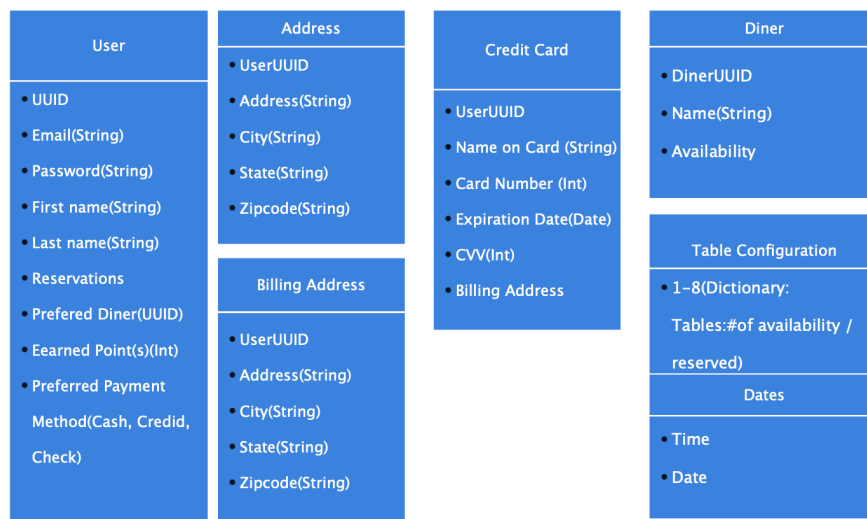 User
UUID
Email(String)
Password(String)
First name(String)
Last name(String)
Reservations
Prefered Diner(UUID)
Eearned Point(s)(Int)
Preferred Payment
Method(Cash, Credid,
Check)
Address
UserUUID
Address(String)
City(String)
State(String)
Zipcode(String)
Billing Address
UserUUID
Address(String)
City(String)
State(String)
Zipcode(String)
Credit Card
UserUUID
Name on Card (String)
Card Number (Int)
Expiration Date(Date)
CVV(Int)
Billing Address
Diner
DinerUUID
Name(String)
Availability
Table Configuration
1-8(Dictionary:
Tables:#of availability /
reserved)
Dates
Time
Date